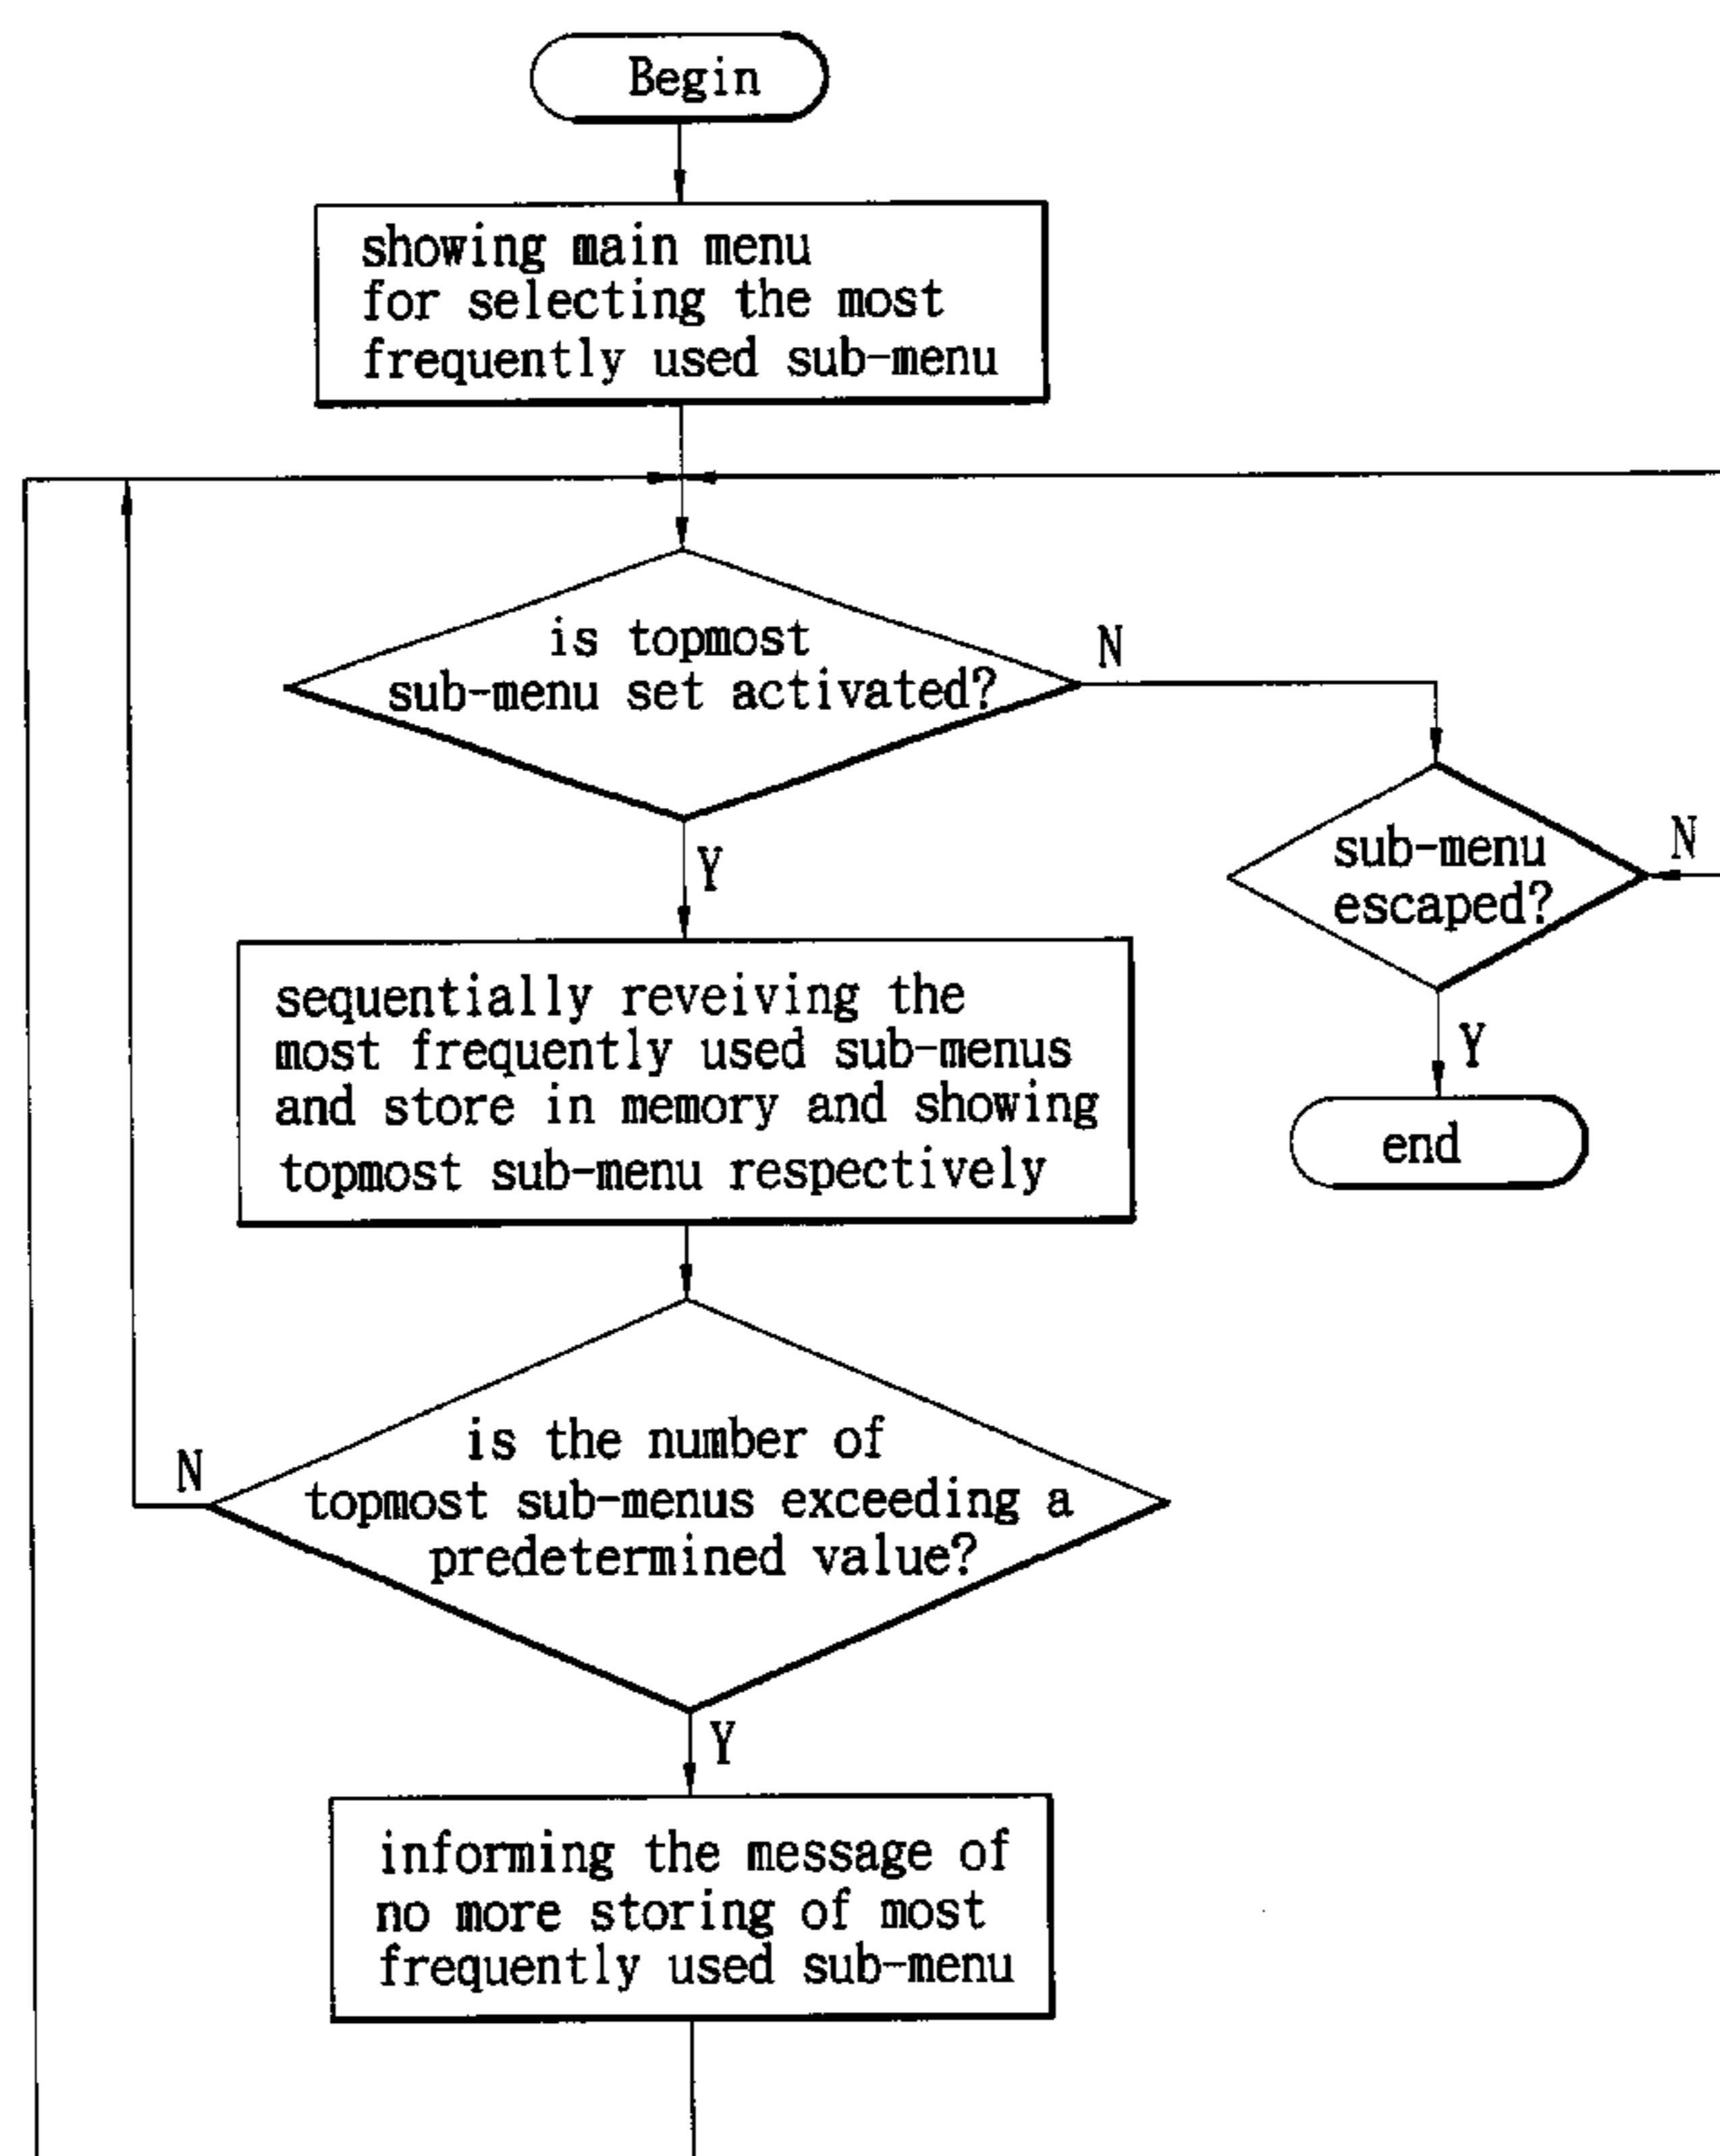 Begin
showing main menu
for selecting the most
frequently used sub-menu
is topmost
sub-menu set activated?
N
Y
sub-menu
escaped?
N
Y
end
sequentially reveiving the
most frequently used sub-menus
and store in memory and showing
topmost sub-menu respectively
is the number of
topmost sub-menus exceeding a
predetermined value?
N
Y
informing the message of
no more storing of most
frequently used sub-menu